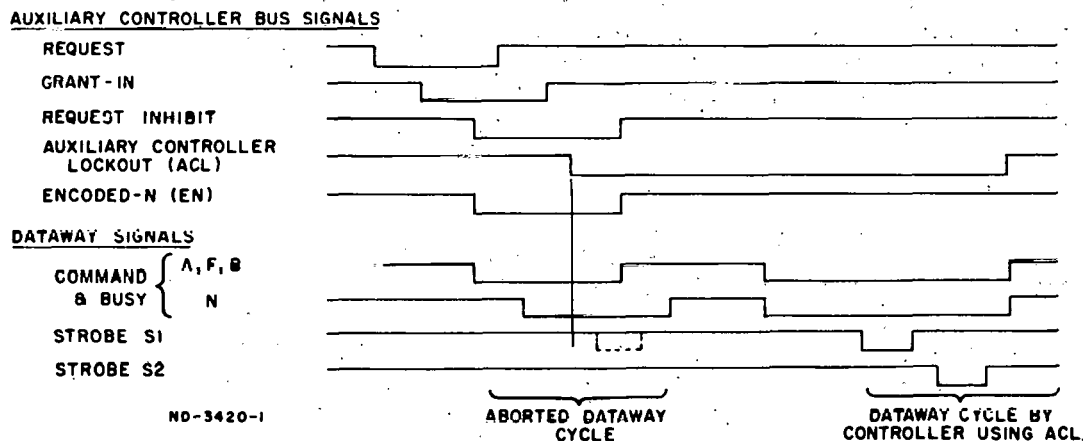 AUXILIARY CONTROLLER BUS SIGNALS
REQUEST
GRANT-IN
REQUEST INHIBIT
AUXILIARY CONTROLLER
LOCKOUT (ACL)
ENCODED-N (EN)
DATAWAY SIGNALS
COMMAND
& BUSY
A, F, B
N
STROBE S1
STROBE S2
ND-3420-1
ABORTED DATAWAY
CYCLE
DATAWAY CYCLE BY
CONTROLLER USING ACL